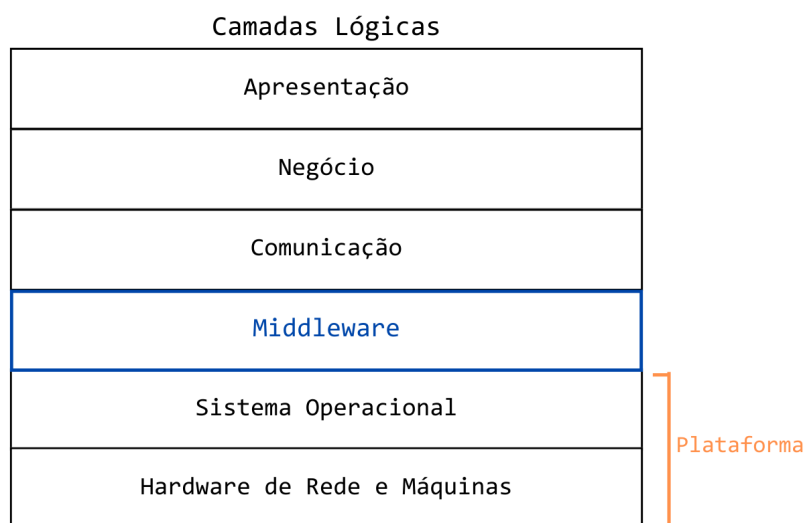 Camadas Lógicas
Apresentação
Negócio
Comunicação
Middleware
Sistema Operacional
Plataforma
Hardware de Rede e Máquinas